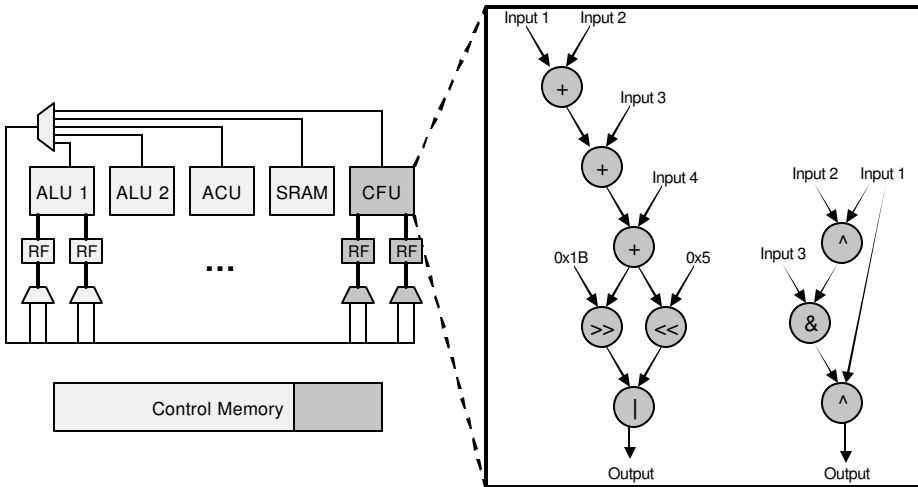 ALU 1
ALU 2
ACU
SRAM
CFU
RF
RF
...
RF
RF
Control Memory
Input 1
Input 2
+
Input 3
+
Input 4
+
0x1B
0x5
>>
<<
|
Output
Input 2
Input 1
^
Input 3
&
^
Output